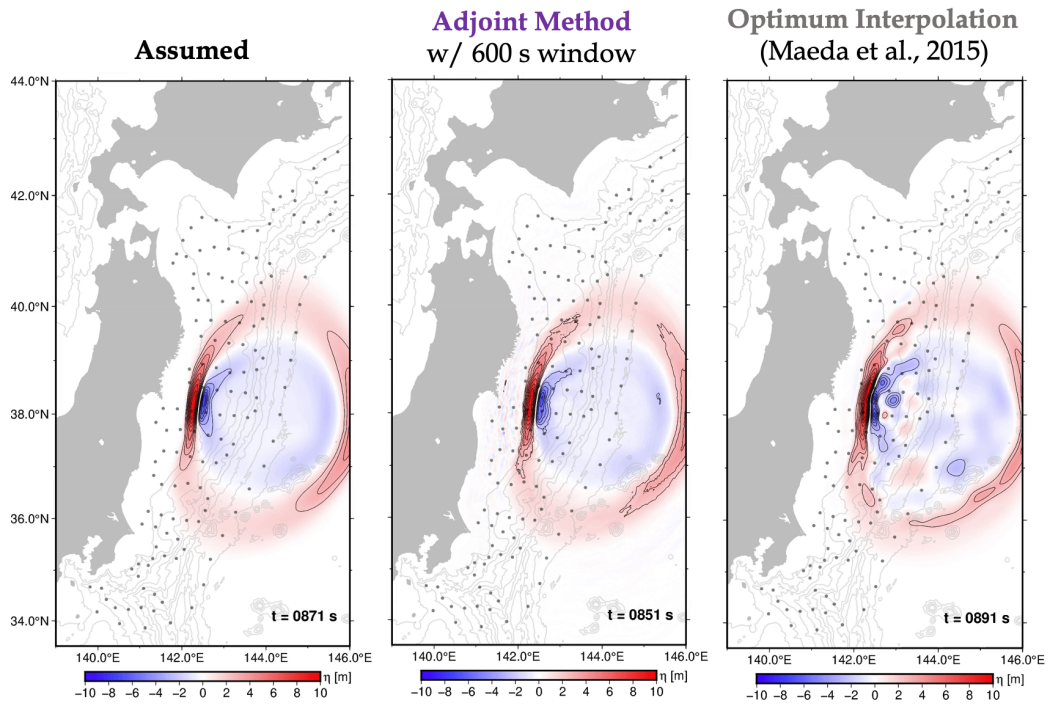 Assumed
Adjoint Method
w/ 600 s window
Optimum Interpolation
(Maeda et al., 2015)
44.0°N
42.0°N
40.0°N
38.0°N
36.0°N
34.0°N
t = 0871 s
t = 0851 s
t = 0891 s
140.0°E 142.0°E 144.0°E 146.0°E
140.0°E 142.0°E 144.0°E 146.0°E
140.0°E 142.0°E 144.0°E 146.0°E
η [m]
−10 −8 −6 −4 −2 0 2 4 6 8 10
η [m]
−10 −8 −6 −4 −2 0 2 4 6 8 10
η [m]
−10 −8 −6 −4 −2 0 2 4 6 8 10